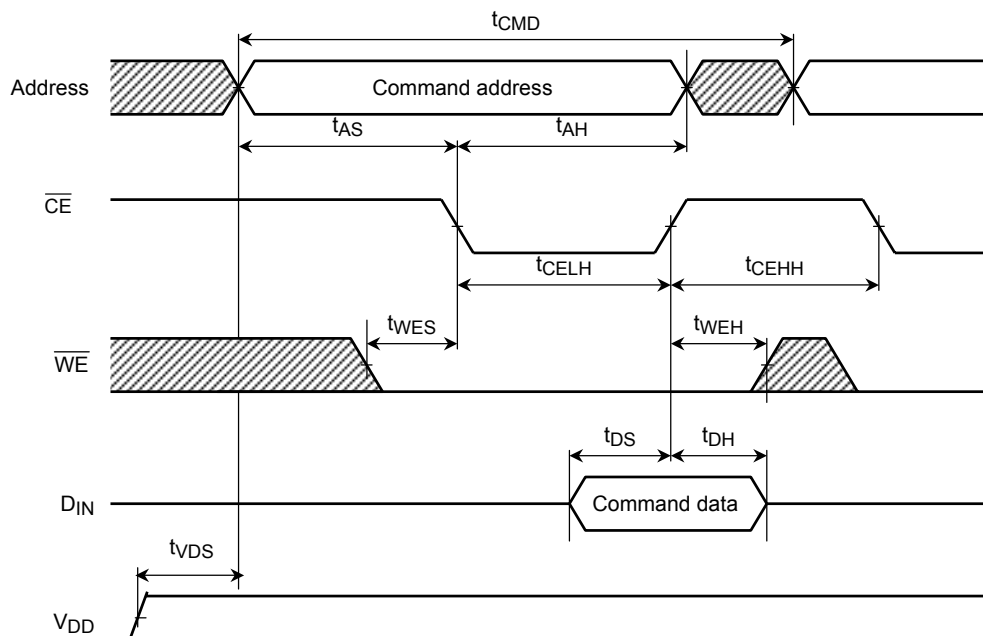 tCMD
Address
Command address
tAS
tAH
CE
tCELH
tCEHH
tWES
tWEH
WE
tDS
tDH
DIN
Command data
tVDS
VDD